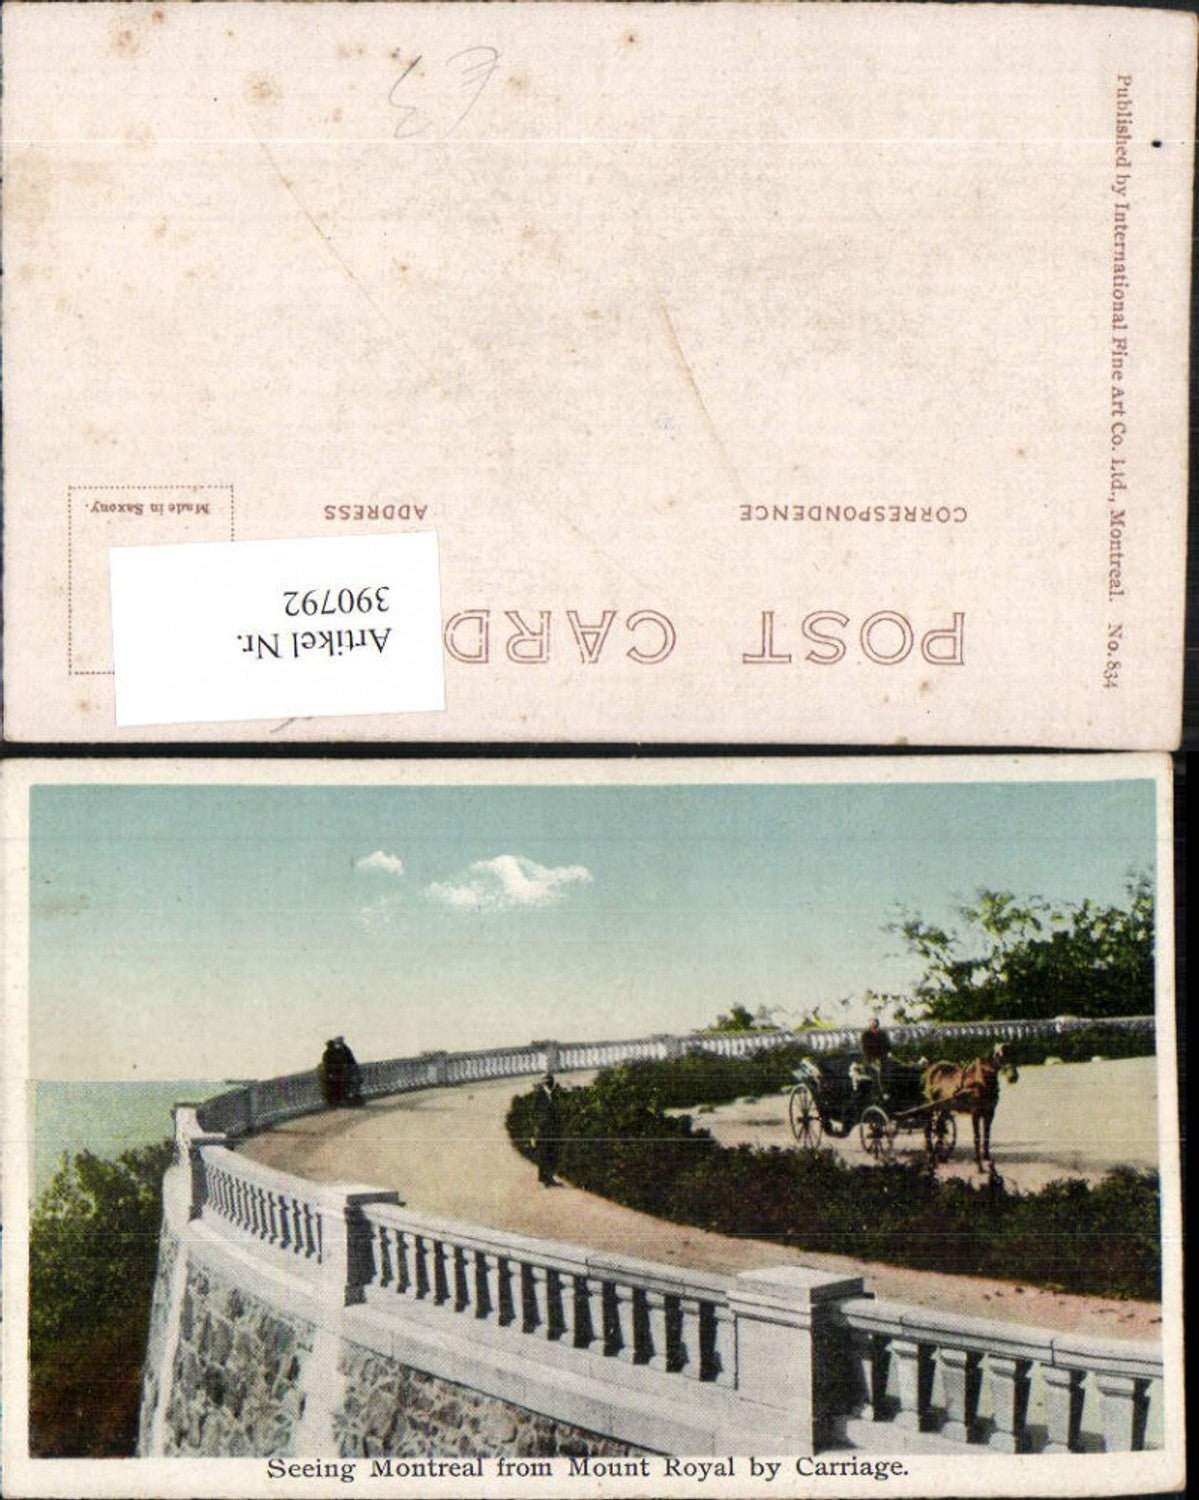 Published by International Fine Art Co. Ltd., Montreal. No. 834
POST CARD
CORRESPONDENCE
ADDRESS
Made in Saxony.
Artikel Nr.
390792
Seeing Montreal from Mount Royal by Carriage.